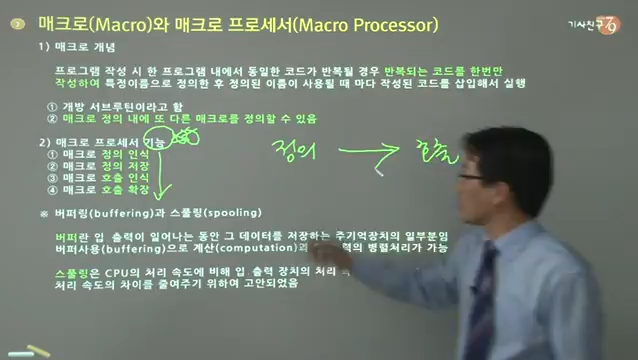 7 매크로(Macro)와 매크로 프로세서(Macro Processor)
기사친구 79
1) 매크로 개념
프로그램 작성 시 한 프로그램 내에서 동일한 코드가 반복될 경우 반복되는 코드를 한번만
작성하여 특정이름으로 정의한 후 정의된 이름이 사용될 때 마다 작성된 코드를 삽입해서 실행
① 개방 서브루틴이라고 함
② 매크로 정의 내에 또 다른 매크로를 정의할 수 있음
2) 매크로 프로세서 기능
① 매크로 정의 인식
② 매크로 정의 저장
③ 매크로 호출 인식
④ 매크로 호출 확장
정의 → 호출
※ 버퍼링(buffering)과 스풀링(spooling)
버퍼란 입 출력이 일어나는 동안 그 데이터를 저장하는 주기억장치의 일부분임
버퍼사용(buffering)으로 계산(computation)과 력의 병렬처리가 가능
스풀링은 CPU의 처리 속도에 비해 입 출력 장치의 처리
처리 속도의 차이를 줄여주기 위하여 고안되었음